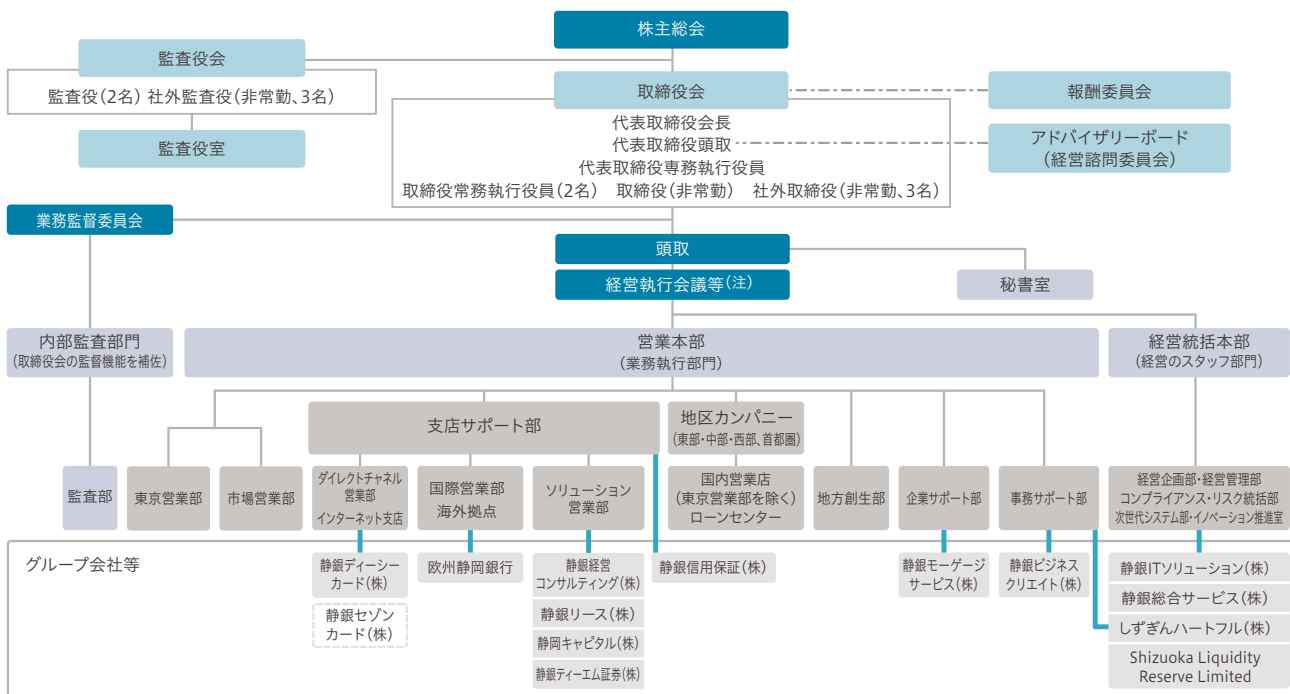 株主総会
監査役会
監査役(2名) 社外監査役(非常勤、3名)
監査役室
取締役会
代表取締役会長
代表取締役頭取
代表取締役専務執行役員
取締役常務執行役員(2名) 取締役(非常勤) 社外取締役(非常勤、3名)
報酬委員会
アドバイザリーボード
(経営諮問委員会)
業務監督委員会
頭取
経営執行会議等(注)
秘書室
内部監査部門
(取締役会の監督機能を補佐)
営業本部
(業務執行部門)
経営統括本部
(経営のスタッフ部門)
支店サポート部
地区カンパニー
(東部・中部・西部、首都圏)
監査部
東京営業部
市場営業部
ダイレクトチャネル
営業部
インターネット支店
国際営業部
海外拠点
ソリューション
営業部
国内営業店
(東京営業部を除く)
ローンセンター
地方創生部
企業サポート部
事務サポート部
経営企画部・経営管理部
コンプライアンス・リスク統括部
次世代システム部・イノベーション推進室
グループ会社等
静銀ディーシー
カード(株)
静銀セゾン
カード(株)
欧州静岡銀行
静銀経営
コンサルティング(株)
静銀リース(株)
静岡キャピタル(株)
静銀ティーエム証券(株)
静銀信用保証(株)
静銀モーゲージ
サービス(株)
静銀ビジネス
クリエイト(株)
静銀ITソリューション(株)
静銀総合サービス(株)
しずぎんハートフル(株)
Shizuoka Liquidity
Reserve Limited